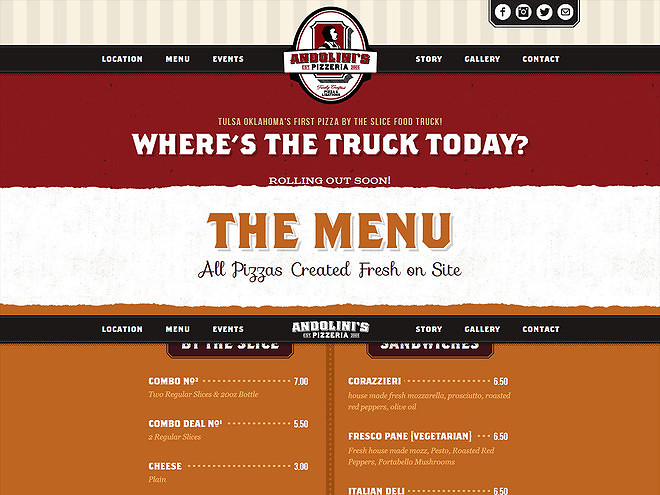 LOCATION MENU EVENTS
ANDOLINI'S
EST. PIZZERIA 2005
Truly Crafted
STORY GALLERY CONTACT
TULSA OKLAHOMA'S FIRST PIZZA BY THE SLICE FOOD TRUCK!
WHERE'S THE TRUCK TODAY?
ROLLING OUT SOON!
THE MENU
All Pizzas Created Fresh on Site
LOCATION MENU EVENTS
ANDOLINI'S
EST. PIZZERIA 2005
STORY GALLERY CONTACT
BY THE SLICE
COMBO Nº2 7.00
Two Regular Slices & 20oz Bottle
COMBO DEAL Nº1 5.50
2 Regular Slices
CHEESE 3.00
Plain
SANDWICHES
CORAZZIERI 6.50
house made fresh mozzarella, prosciutto, roasted
red peppers, olive oil
FRESCO PANE [VEGETARIAN] 6.50
Fresh house made mozz, Pesto, Roasted Red
Peppers, Portabello Mushrooms
ITALIAN DELI 6.50